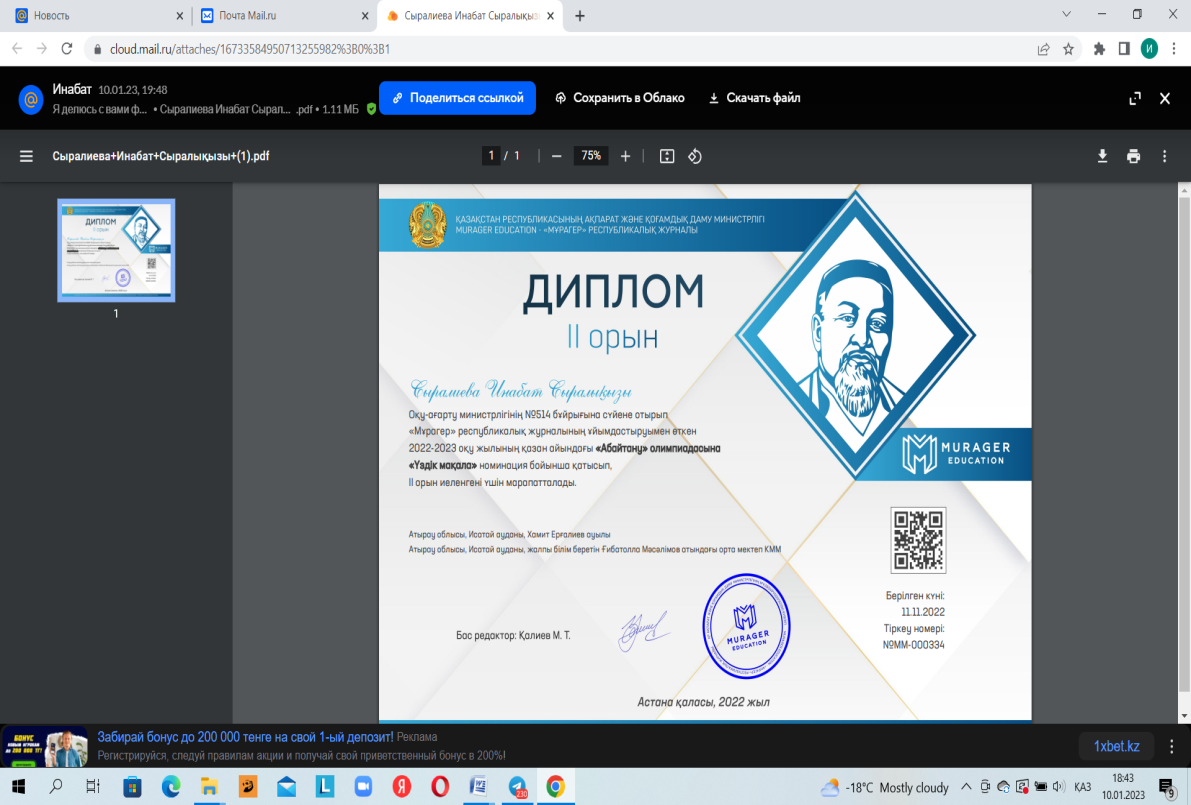 Новость
Почта Mail.ru
Сыралиева Инабат Сыралықыз
cloud.mail.ru/attaches/16733584950713255982%3B0%3B1
И
Инабат 10.01.23, 19:48
Я делюсь с вами ф... • Сыралиева Инабат Сырал... .pdf • 1.11 МБ
Поделиться ссылкой
Сохранить в Облако
Скачать файл
Сыралиева+Инабат+Сыралықызы+(1).pdf
1 / 1
75%
1
ҚАЗАҚСТАН РЕСПУБЛИКАСЫНЫҢ АҚПАРАТ ЖӘНЕ ҚОҒАМДЫҚ ДАМУ МИНИСТРЛІГІ
MURAGER EDUCATION - «МҰРАГЕР» РЕСПУБЛИКАЛЫҚ ЖУРНАЛЫ
ДИПЛОМ
II орын
Сыралиева Инабат Сыралықызы
Оқу-ағарту министрлігінің №514 бұйрығына сүйене отырып
«Мұрагер» республикалық журналының ұйымдастыруымен өткен
2022-2023 оқу жылының қазан айындағы «Абайтану» олимпиадасына
«Үздік мақала» номинация бойынша қатысып,
II орын иеленгені үшін марапатталады.
MURAGER
EDUCATION
Атырау облысы, Исатай ауданы, Хамит Ерғалиев ауылы
Атырау облысы, Исатай ауданы, жалпы білім беретін Ғибатолла Масалімов атындағы орта мектеп КММ
Берілген күні:
11.11.2022
Тіркеу номері:
№ММ-000334
Бас редактор: Қалиев М. Т.
MURAGER
EDUCATION
Астана қаласы, 2022 жыл
БОНУС
Забирай бонус до 200 000 тенге на свой 1-ый депозит! Реклама
Регистрируйся, следуй правилам акции и получай свой приветственный бонус в 200%!
1xbet.kz
230
-18°C Mostly cloudy
ҚАЗ
18:43
10.01.2023
9